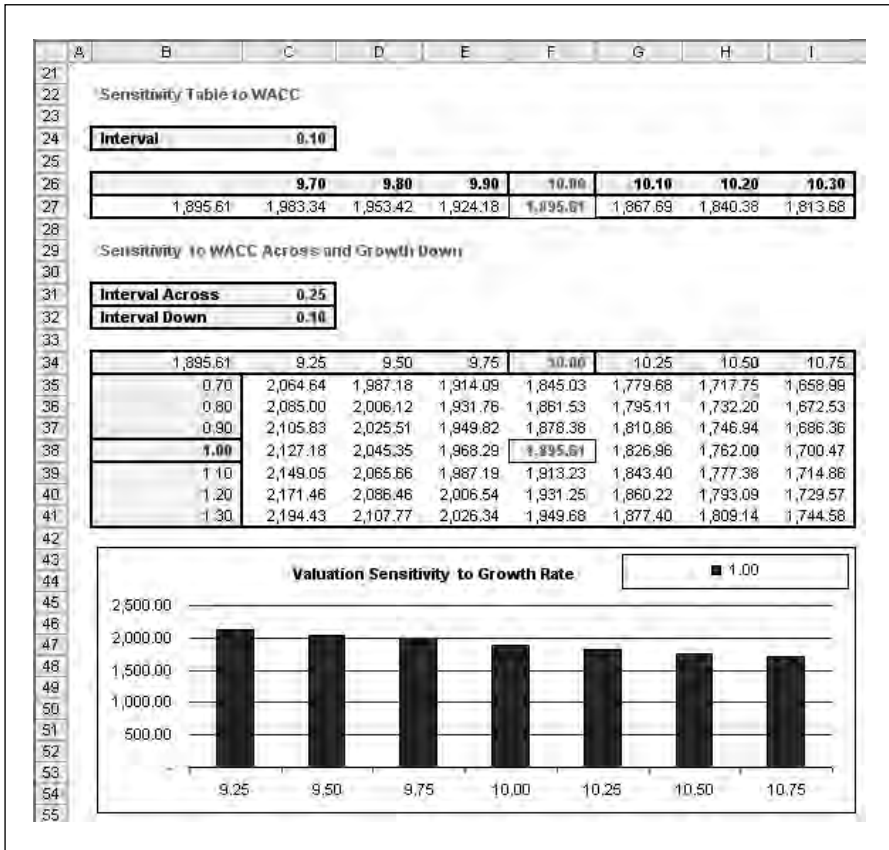 A B C D E F G H I
21
22 Sensitivity Table to WACC
23
24 Interval 0.10
25
26 9.70 9.80 9.90 10.00 10.10 10.20 10.30
27 1,895.61 1,983.34 1,953.42 1,924.18 1,895.61 1,867.69 1,840.38 1,813.68
28
29 Sensitivity to WACC Across and Growth Down
30
31 Interval Across 0.25
32 Interval Down 0.10
33
34 1,895.61 9.25 9.50 9.75 10.00 10.25 10.50 10.75
35 0.70 2,064.64 1,987.18 1,914.09 1,845.03 1,779.68 1,717.75 1,658.99
36 0.80 2,085.00 2,006.12 1,931.76 1,861.53 1,795.11 1,732.20 1,672.53
37 0.90 2,105.83 2,025.51 1,949.82 1,878.38 1,810.86 1,746.94 1,686.36
38 1.00 2,127.18 2,045.35 1,968.29 1,895.61 1,826.96 1,762.00 1,700.47
39 1.10 2,149.05 2,065.66 1,987.19 1,913.23 1,843.40 1,777.38 1,714.86
40 1.20 2,171.46 2,086.46 2,006.54 1,931.25 1,860.22 1,793.09 1,729.57
41 1.30 2,194.43 2,107.77 2,026.34 1,949.68 1,877.40 1,809.14 1,744.58
42
43
44
45
46
47
48
49
50
51
52
53
54
55
Valuation Sensitivity to Growth Rate
1.00
2,500.00
2,000.00
1,500.00
1,000.00
500.00
-
9.25 9.50 9.75 10.00 10.25 10.50 10.75